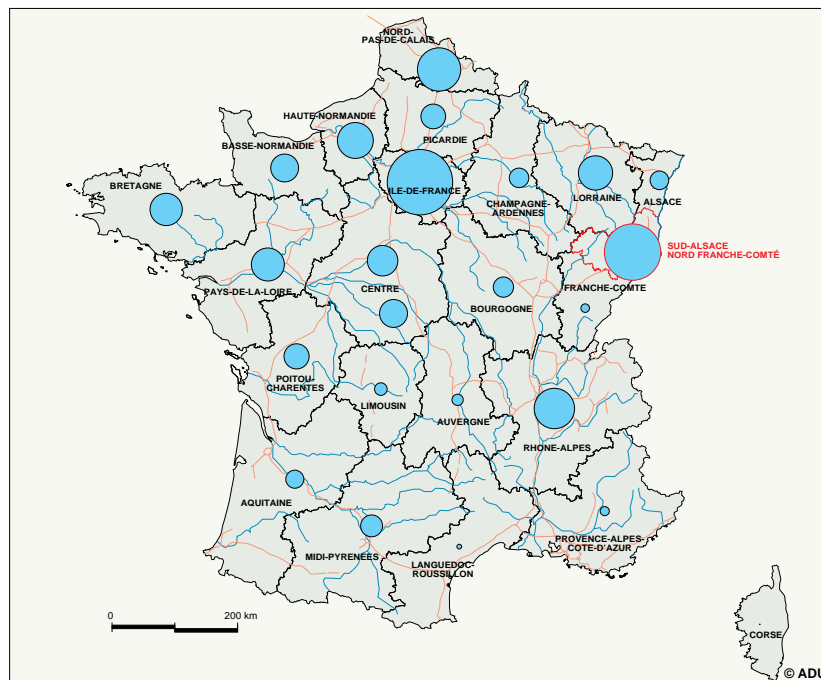 NORD-
PAS-DE-CALAIS
HAUTE-NORMANDIE
PICARDIE
BASSE-NORMANDIE
BRETAGNE
ILE-DE-FRANCE
CHAMPAGNE-
ARDENNES
LORRAINE
ALSACE
SUD-ALSACE
NORD FRANCHE-COMTÉ
PAYS-DE-LA-LOIRE
CENTRE
BOURGOGNE
FRANCHE-COMTE
POITOU-
CHARENTES
LIMOUSIN
AUVERGNE
RHONE-ALPES
AQUITAINE
MIDI-PYRENEES
LANGUEDOC-
ROUSSILLON
PROVENCE-ALPES-
COTE-D'AZUR
CORSE
0 200 km
© ADU